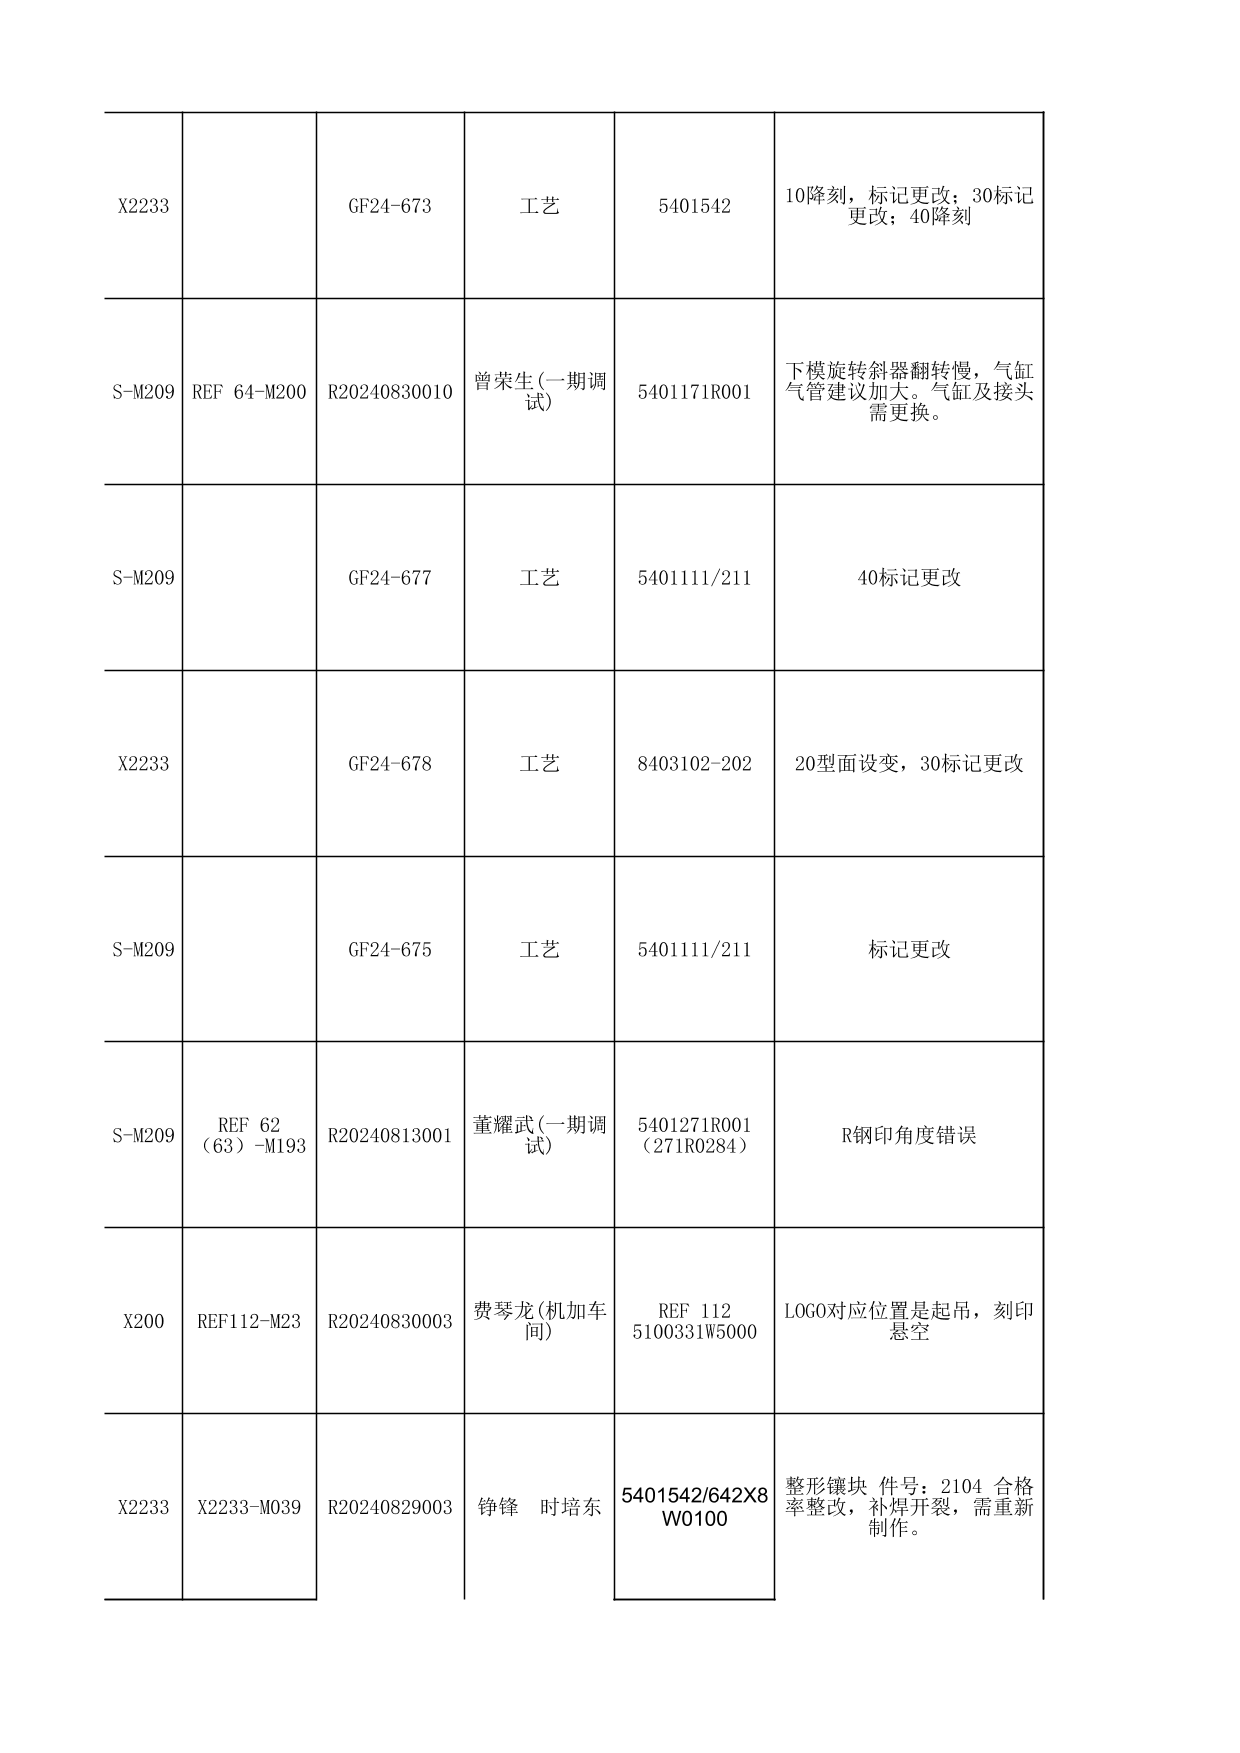 X2233
GF24-673
工艺
5401542
10降刻，标记更改；30标记
更改；40降刻
S-M209
REF 64-M200
R20240830010
曾荣生(一期调
试)
5401171R001
下模旋转斜器翻转慢，气缸
气管建议加大。气缸及接头
需更换。
S-M209
GF24-677
工艺
5401111/211
40标记更改
X2233
GF24-678
工艺
8403102-202
20型面设变，30标记更改
S-M209
GF24-675
工艺
5401111/211
标记更改
S-M209
REF 62
（63）-M193
R20240813001
董耀武(一期调
试)
5401271R001
（271R0284）
R钢印角度错误
X200
REF112-M23
R20240830003
费琴龙(机加车
间)
REF 112
5100331W5000
LOGO对应位置是起吊，刻印
悬空
X2233
X2233-M039
R20240829003
铮锋　时培东
5401542/642X8
W0100
整形镶块 件号：2104 合格
率整改，补焊开裂，需重新
制作。